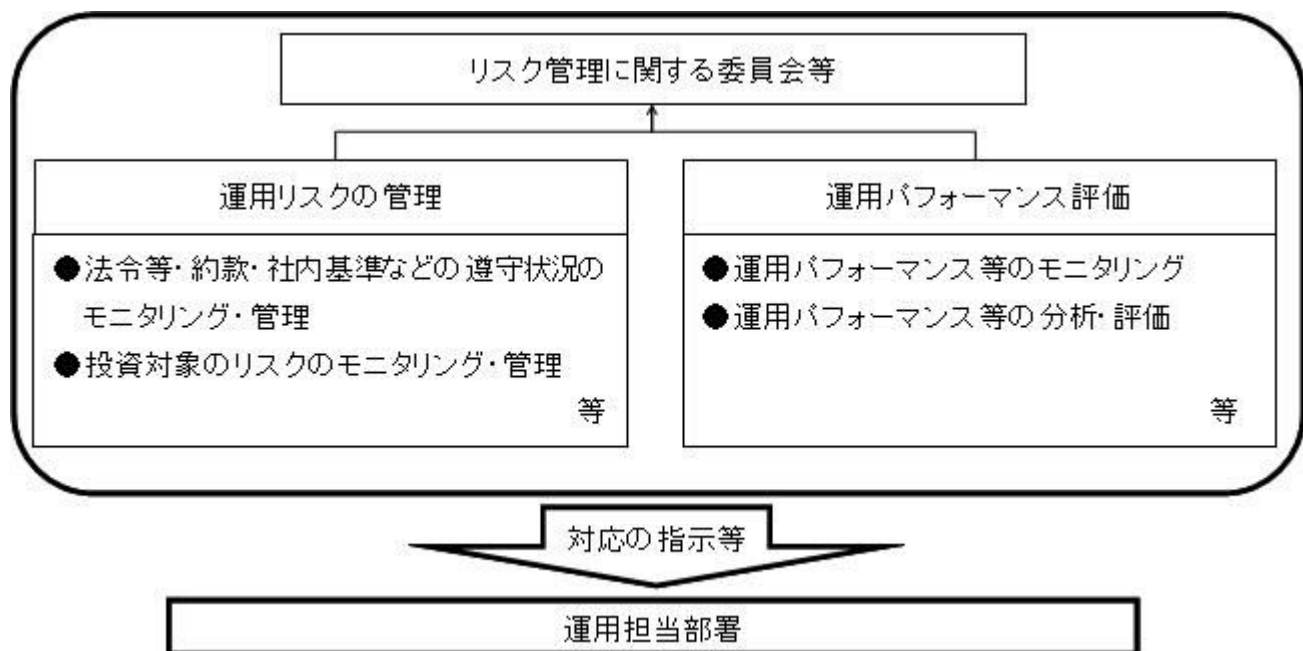 リスク管理に関する委員会等
運用リスクの管理
●法令等・約款・社内基準などの遵守状況の
モニタリング・管理
●投資対象のリスクのモニタリング・管理
等
運用パフォーマンス評価
●運用パフォーマンス等のモニタリング
●運用パフォーマンス等の分析・評価
等
対応の指示等
運用担当部署